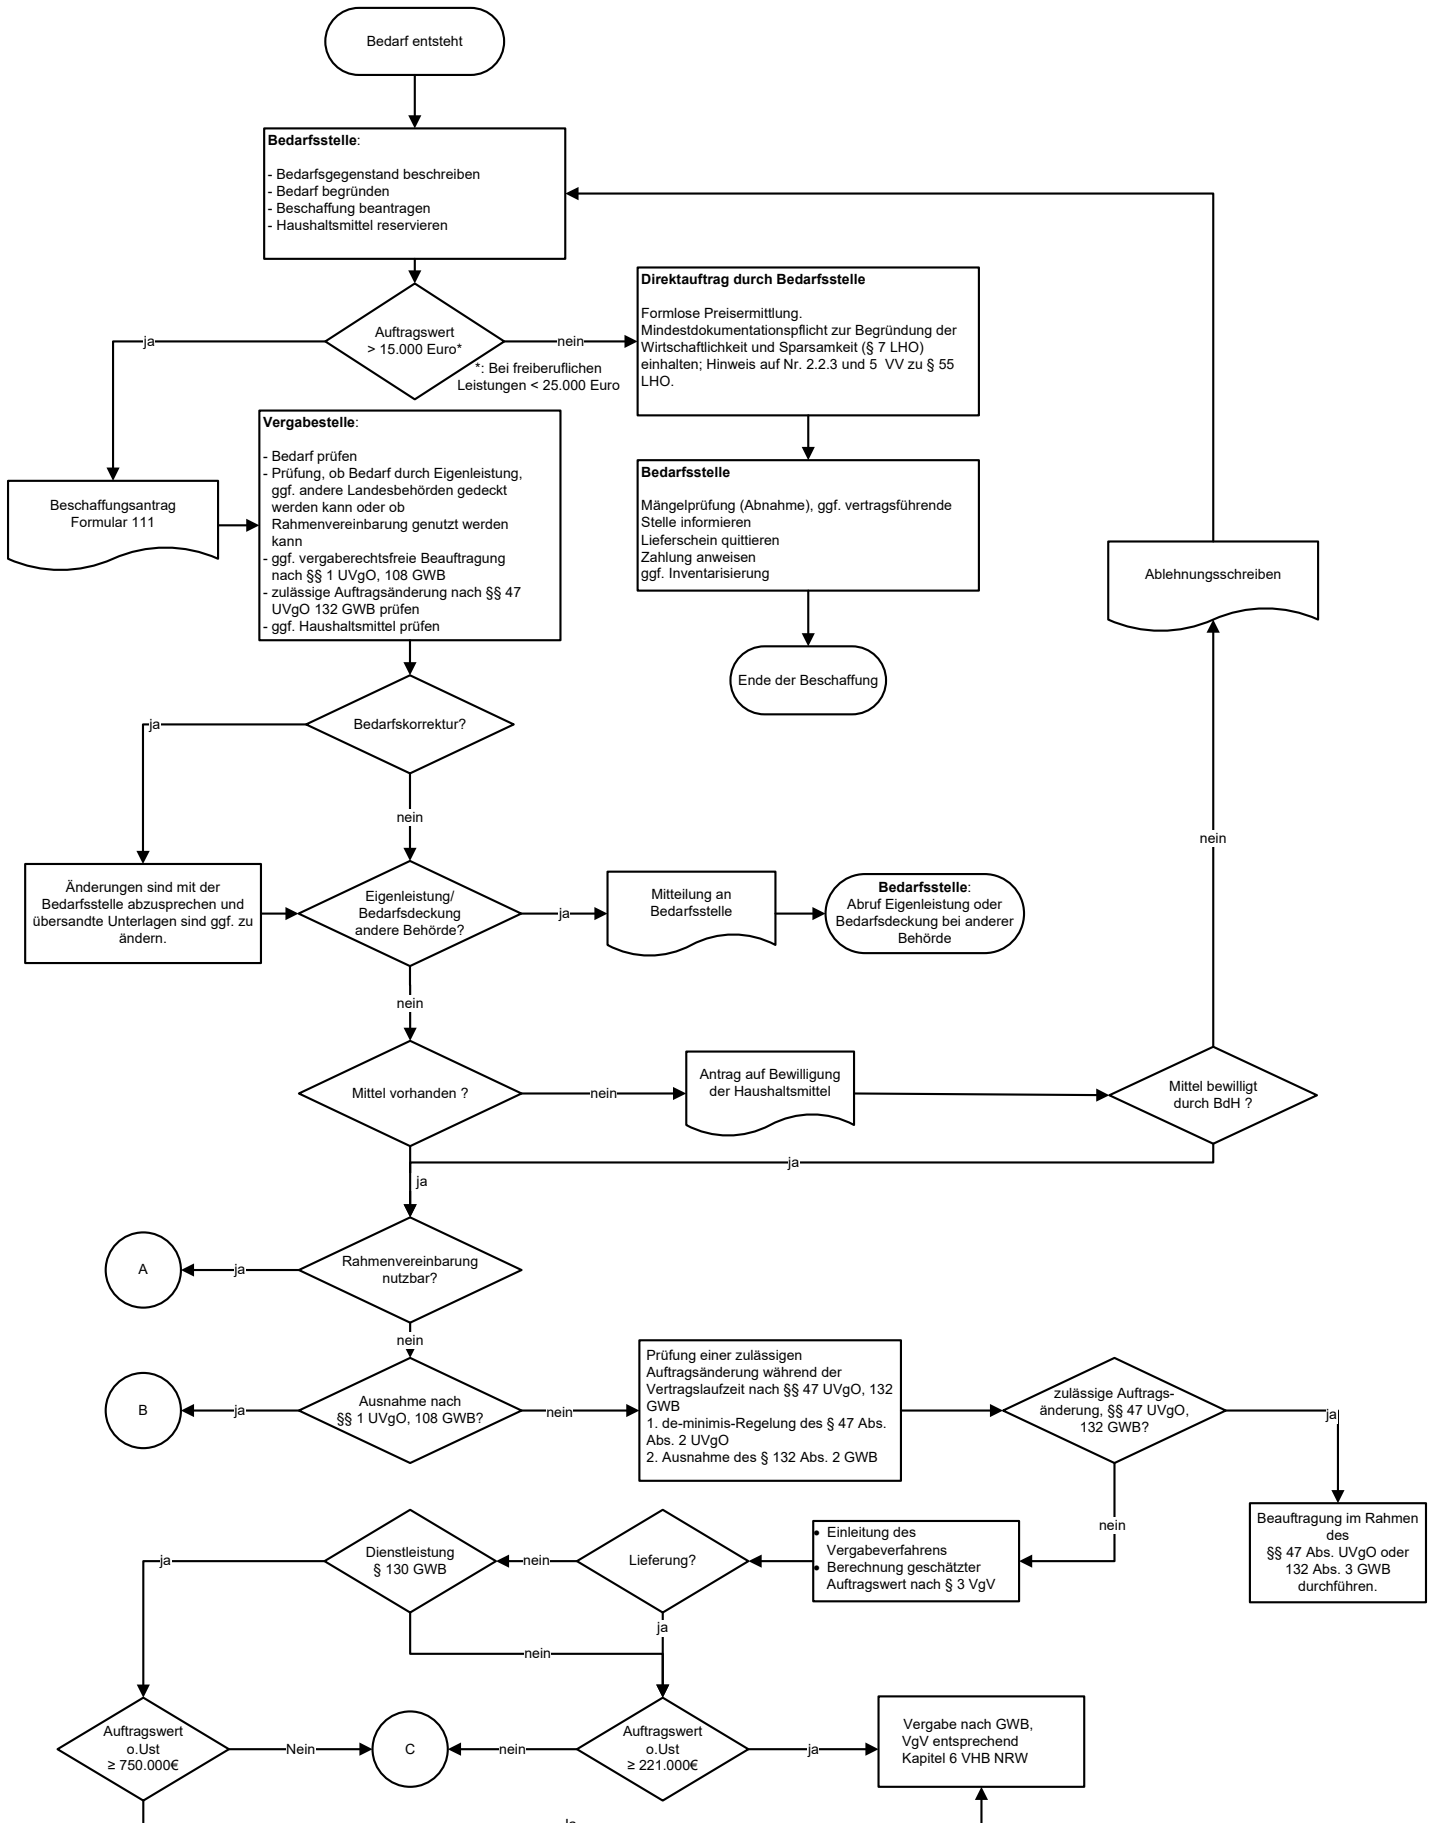 Bedarf entsteht
Bedarfsstelle:
- Bedarfsgegenstand beschreiben
- Bedarf begründen
- Beschaffung beantragen
- Haushaltsmittel reservieren
Auftragswert
> 15.000 Euro*
ja
nein
*: Bei freiberuflichen
Leistungen < 25.000 Euro
Direktauftrag durch Bedarfsstelle
Formlose Preisermittlung.
Mindestdokumentationspflicht zur Begründung der
Wirtschaftlichkeit und Sparsamkeit (§ 7 LHO)
einhalten; Hinweis auf Nr. 2.2.3 und 5 VV zu § 55
LHO.
Beschaffungsantrag
Formular 111
Vergabestelle:
- Bedarf prüfen
- Prüfung, ob Bedarf durch Eigenleistung,
ggf. andere Landesbehörden gedeckt
werden kann oder ob
Rahmenvereinbarung genutzt werden
kann
- ggf. vergaberechtsfreie Beauftragung
nach §§ 1 UVgO, 108 GWB
- zulässige Auftragsänderung nach §§ 47
UVgO 132 GWB prüfen
- ggf. Haushaltsmittel prüfen
Bedarfsstelle
Mängelprüfung (Abnahme), ggf. vertragsführende
Stelle informieren
Lieferschein quittieren
Zahlung anweisen
ggf. Inventarisierung
Ablehnungsschreiben
Ende der Beschaffung
Bedarfskorrektur?
ja
nein
nein
Änderungen sind mit der
Bedarfsstelle abzusprechen und
übersandte Unterlagen sind ggf. zu
ändern.
Eigenleistung/
Bedarfsdeckung
andere Behörde?
ja
Mitteilung an
Bedarfsstelle
Bedarfsstelle:
Abruf Eigenleistung oder
Bedarfsdeckung bei anderer
Behörde
nein
Mittel vorhanden ?
nein
Antrag auf Bewilligung
der Haushaltsmittel
Mittel bewilligt
durch BdH ?
ja
ja
A
ja
Rahmenvereinbarung
nutzbar?
nein
B
ja
Ausnahme nach
§§ 1 UVgO, 108 GWB?
nein
Prüfung einer zulässigen
Auftragsänderung während der
Vertragslaufzeit nach §§ 47 UVgO, 132
GWB
1. de-minimis-Regelung des § 47 Abs.
Abs. 2 UVgO
2. Ausnahme des § 132 Abs. 2 GWB
zulässige Auftrags-
änderung, §§ 47 UVgO,
132 GWB?
ja
nein
Beauftragung im Rahmen
des
§§ 47 Abs. UVgO oder
132 Abs. 3 GWB
durchführen.
• Einleitung des
Vergabeverfahrens
• Berechnung geschätzter
Auftragswert nach § 3 VgV
Lieferung?
nein
Dienstleistung
§ 130 GWB
ja
ja
nein
Auftragswert
o.Ust
≥ 750.000€
Nein
C
nein
Auftragswert
o.Ust
≥ 221.000€
ja
Vergabe nach GWB,
VgV entsprechend
Kapitel 6 VHB NRW